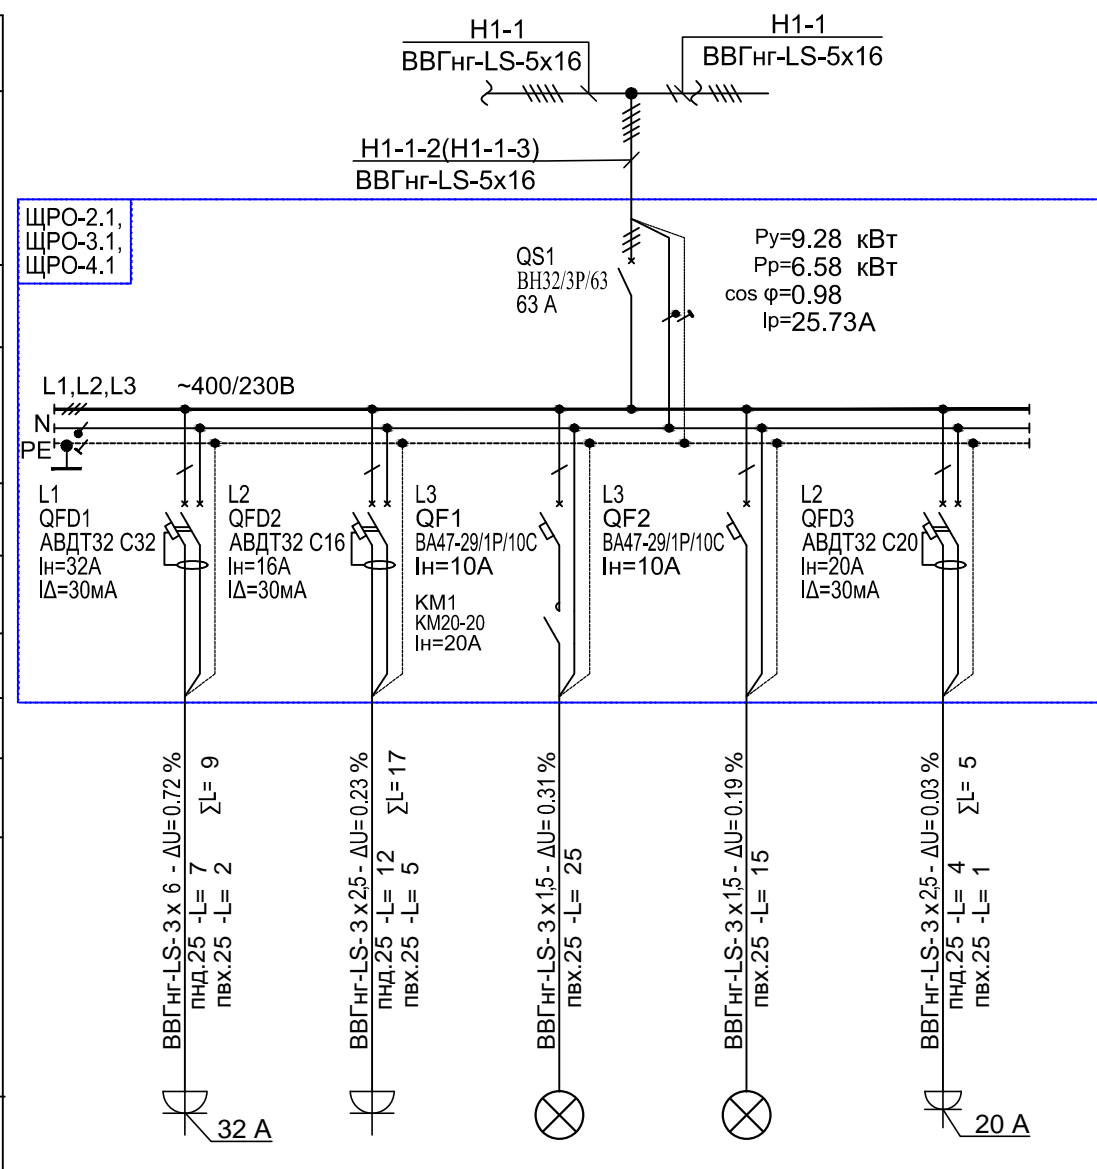 Н1-1
ВВГнг-LS-5х16
Н1-1
ВВГнг-LS-5х16
Н1-1-2(Н1-1-3)
ВВГнг-LS-5х16
ЩРО-2.1,
ЩРО-3.1,
ЩРО-4.1
QS1
ВН32/3Р/63
63 А
Ру=9.28 кВт
Рр=6.58 кВт
cos φ=0.98
Iр=25.73А
L1,L2,L3 ~400/230В
N
PE
L1
QFD1
АВДТ32 С32
Iн=32А
IΔ=30мА
L2
QFD2
АВДТ32 С16
Iн=16А
IΔ=30мА
L3
QF1
ВА47-29/1Р/10С
Iн=10А
КМ1
КМ20-20
Iн=20А
L3
QF2
ВА47-29/1Р/10С
Iн=10А
L2
QFD3
АВДТ32 С20
Iн=20А
IΔ=30мА
ВВГнг-LS- 3 х 6 - ΔU= 0.72 %
пнд.25 -L= 7
пвх.25 -L= 2
∑L= 9
ВВГнг-LS- 3 х 2,5 - ΔU= 0.23 %
пнд.25 -L= 12
пвх.25 -L= 5
∑L= 17
ВВГнг-LS- 3 х 1,5 - ΔU= 0.31 %
пвх.25 -L= 25
ВВГнг-LS- 3 х 1,5 - ΔU= 0.19 %
пвх.25 -L= 15
ВВГнг-LS- 3 х 2,5 - ΔU= 0.03 %
пнд.25 -L= 4
пвх.25 -L= 1
∑L= 5
32 А
20 А